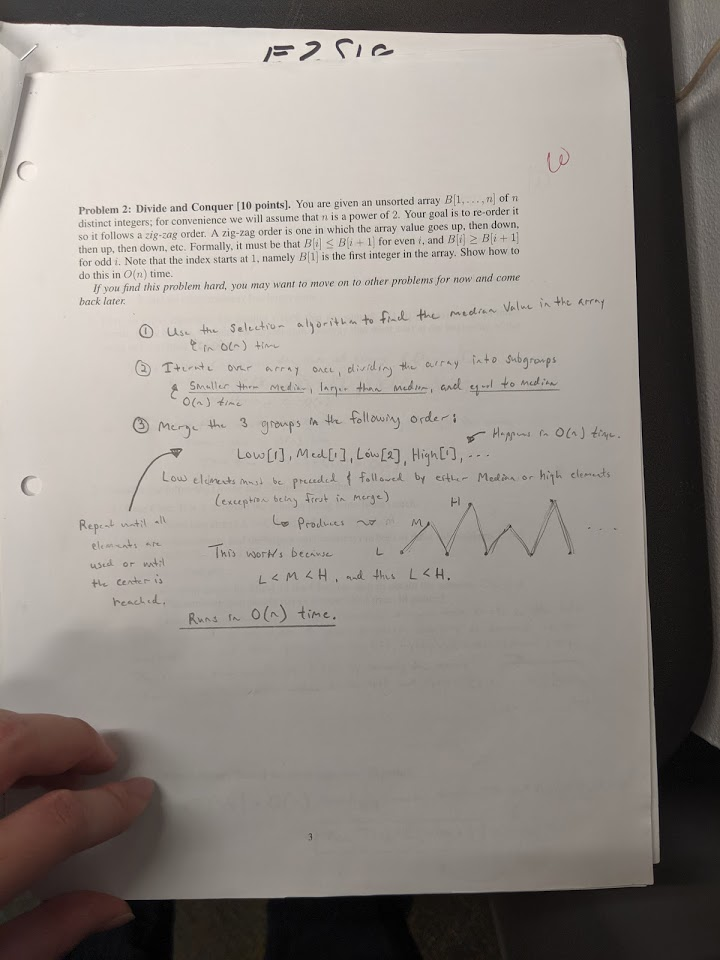 Problem 2: Divide and Conquer [10 points]. You are given an unsorted array B[1, . . . , n] of n
distinct integers; for convenience we will assume that n is a power of 2. Your goal is to re-order it
so it follows a zig-zag order. A zig-zag order is one in which the array value goes up, then down,
then up, then down, etc. Formally, it must be that B[i] ≤ B[i + 1] for even i, and B[i] ≥ B[i + 1]
for odd i. Note that the index starts at 1, namely B[1] is the first integer in the array. Show how to
do this in O(n) time.
If you find this problem hard, you may want to move on to other problems for now and come
back later.
① Use the Selection algorithm to find the median value in the array
in O(n) time
② Iterate over array once, dividing the array into subgroups
Smaller than Median, larger than median, and equal to median
O(n) time
③ Merge the 3 groups in the following order:
Happens in O(n) time.
Low[1], Med[1], Low[2], High[1], ...
Low elements must be preceded & followed by either Median or high elements
(exception being first in merge)
Repeat until all
elements are
used or until
the center is
reached.
↳ Produces
M
H
L
...
This works because
L < M < H, and thus L < H.
Runs in O(n) time.
3